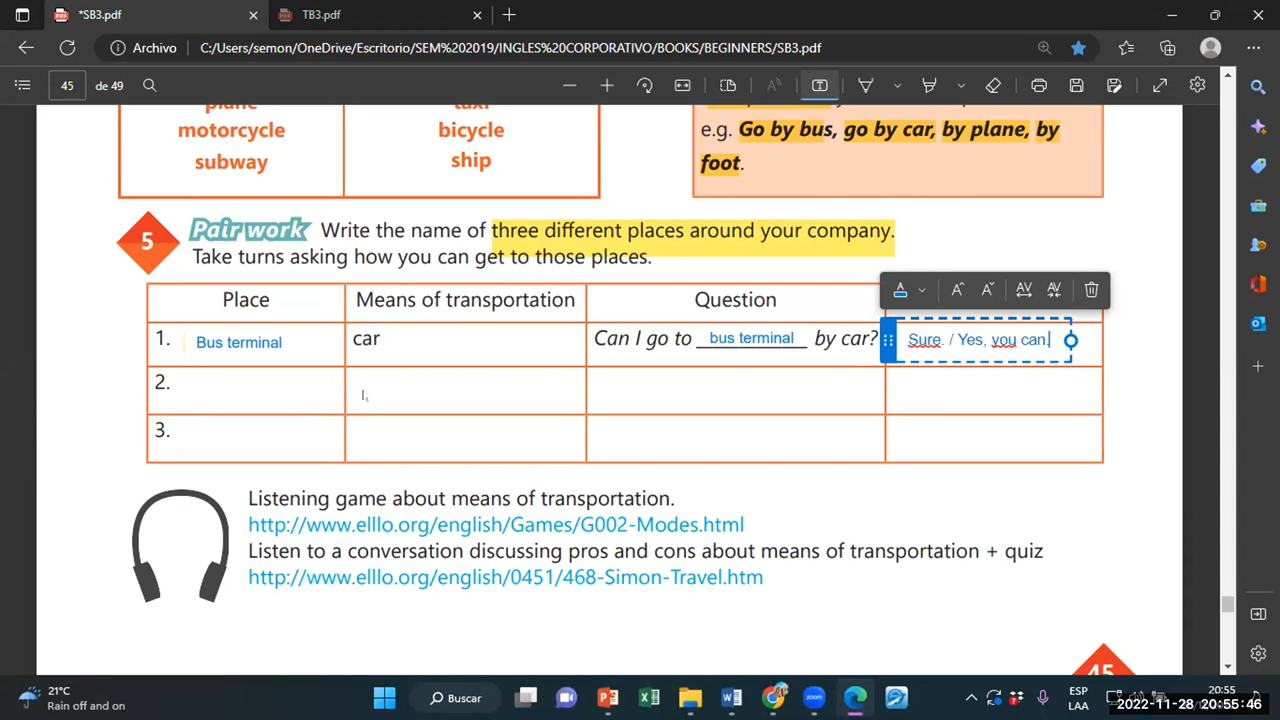 *SB3.pdf
TB3.pdf
Archivo
C:/Users/semon/OneDrive/Escritorio/SEM%202019/INGLES%20CORPORATIVO/BOOKS/BEGINNERS/SB3.pdf
45
de 49
plane
taxi
motorcycle
bicycle
subway
ship
e.g. Go by bus, go by car, by plane, by
foot.
5
Pair work Write the name of three different places around your company.
Take turns asking how you can get to those places.
Place
Means of transportation
Question
1.
Bus terminal
car
Can I go to bus terminal by car?
Sure. / Yes, you can.
2.
3.
Listening game about means of transportation.
http://www.elllo.org/english/Games/G002-Modes.html
Listen to a conversation discussing pros and cons about means of transportation + quiz
http://www.elllo.org/english/0451/468-Simon-Travel.htm
45
21°C
Rain off and on
Buscar
ESP
LAA
20:55
2022-11-28 20:55:46